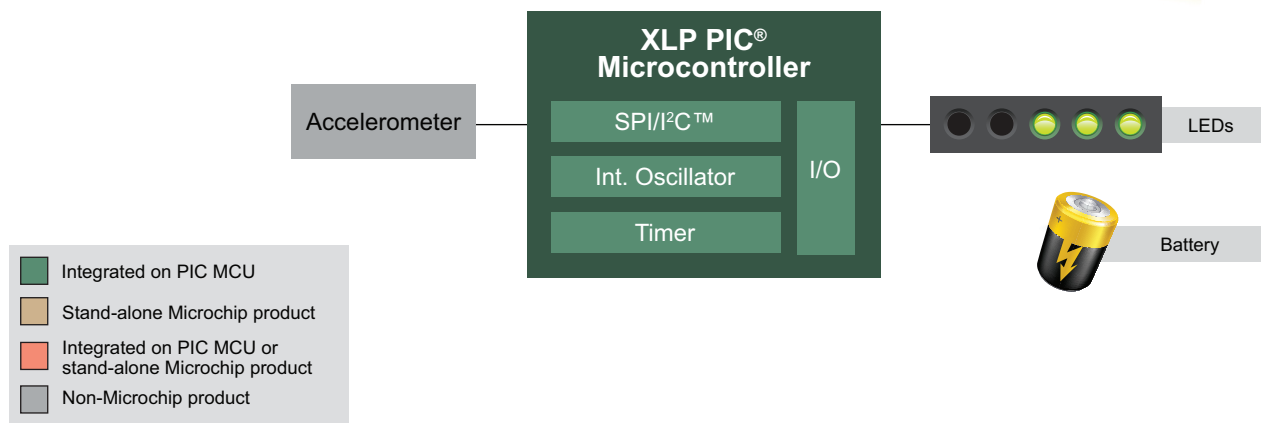 XLP PIC®
Microcontroller
Accelerometer
SPI/I²C™
Int. Oscillator
Timer
I/O
LEDs
+
Battery
Integrated on PIC MCU
Stand-alone Microchip product
Integrated on PIC MCU or
stand-alone Microchip product
Non-Microchip product